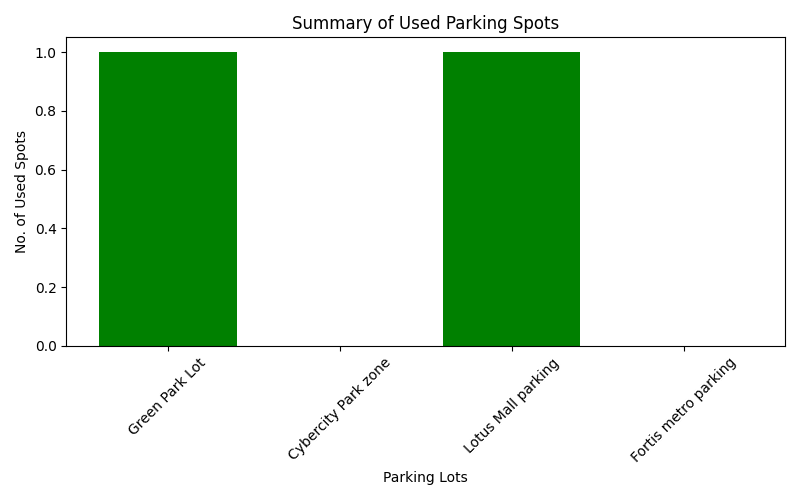 Summary of Used Parking Spots
No. of Used Spots
1.0
0.8
0.6
0.4
0.2
0.0
Green Park Lot
Cybercity Park zone
Lotus Mall parking
Fortis metro parking
Parking Lots